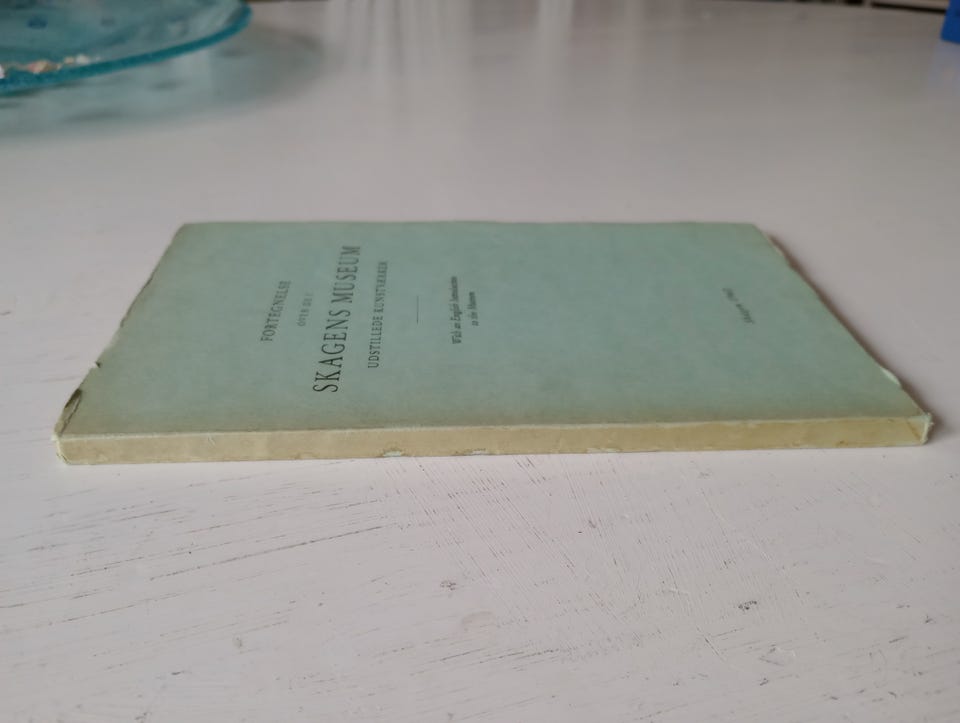 FORTEGNELSE
OVER DE I
SKAGENS MUSEUM
UDSTILLEDE KUNSTVÆRKER
With an English Introduction
to the Museum